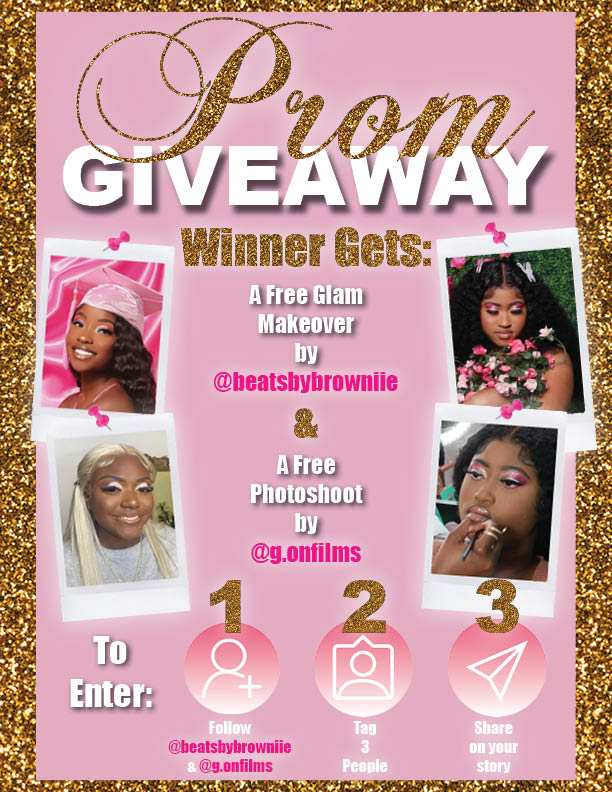 Prom
GIVEAWAY
Winner Gets:
A Free Glam
Makeover
by
@beatsbybrowniie
&
A Free
Photoshoot
by
@g.onfilms
To
Enter:
1
Follow
@beatsbybrowniie
& @g.onfilms
2
Tag
3
People
3
Share
on your
story